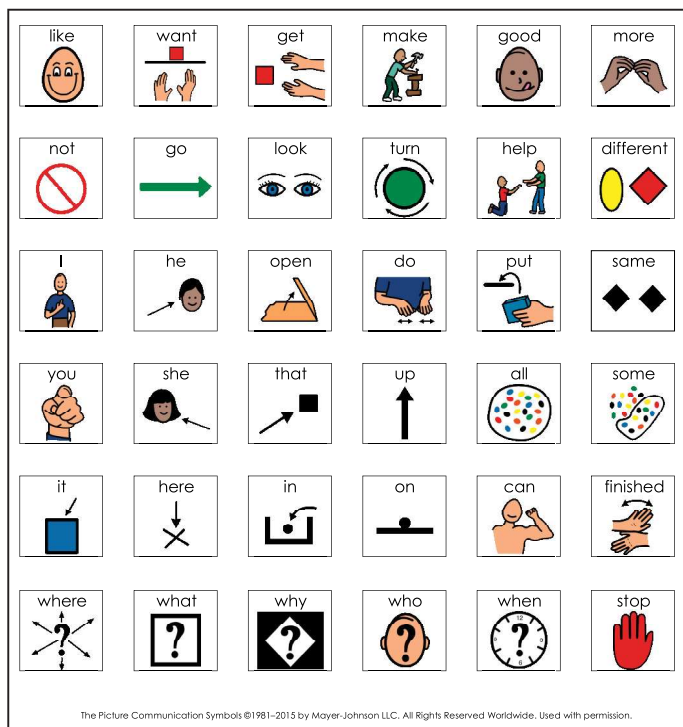 like want get make good more
not go look turn help different
I he open do put same
you she that up all some
it here in on can finished
where what why who when stop
The Picture Communication Symbols ©1981–2015 by Mayer-Johnson LLC. All Rights Reserved Worldwide. Used with permission.